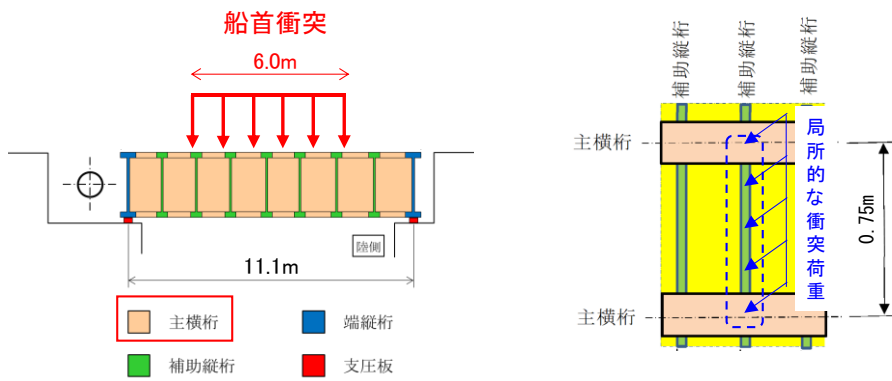 船首衝突
6.0m
陸側
11.1m
主横桁
端縦桁
補助縦桁
支圧板
補助縦桁
補助縦桁
補助縦桁
主横桁
局所的な衝突荷重
0.75m
主横桁